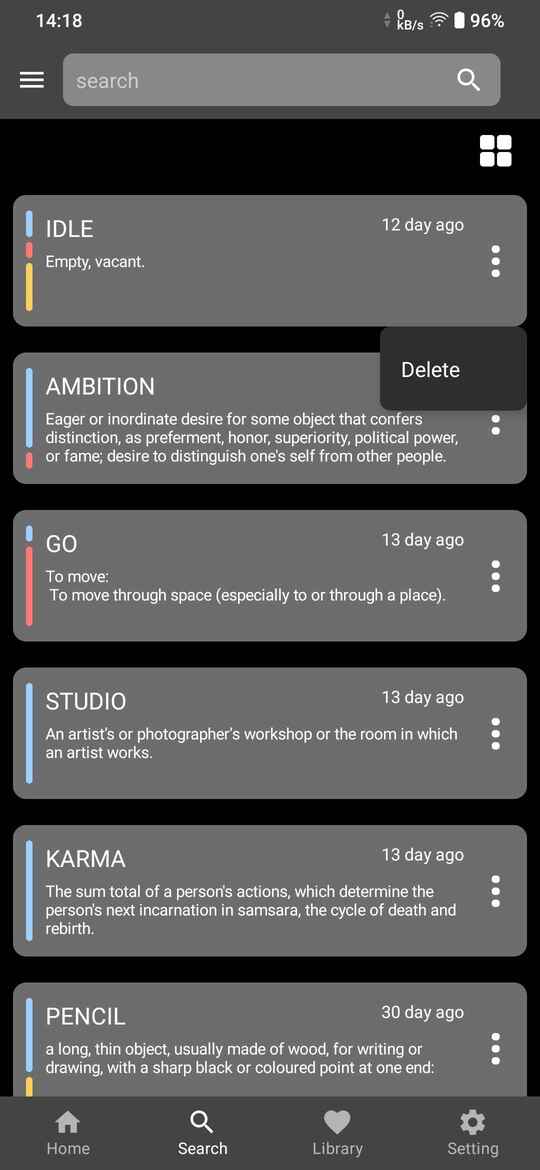 14:18
0
kB/s
96%
search
IDLE
12 day ago
Empty, vacant.
Delete
AMBITION
Eager or inordinate desire for some object that confers
distinction, as preferment, honor, superiority, political power,
or fame; desire to distinguish one's self from other people.
GO
13 day ago
To move:
To move through space (especially to or through a place).
STUDIO
13 day ago
An artist's or photographer's workshop or the room in which
an artist works.
KARMA
13 day ago
The sum total of a person's actions, which determine the
person's next incarnation in samsara, the cycle of death and
rebirth.
PENCIL
30 day ago
a long, thin object, usually made of wood, for writing or
drawing, with a sharp black or coloured point at one end:
Home
Search
Library
Setting